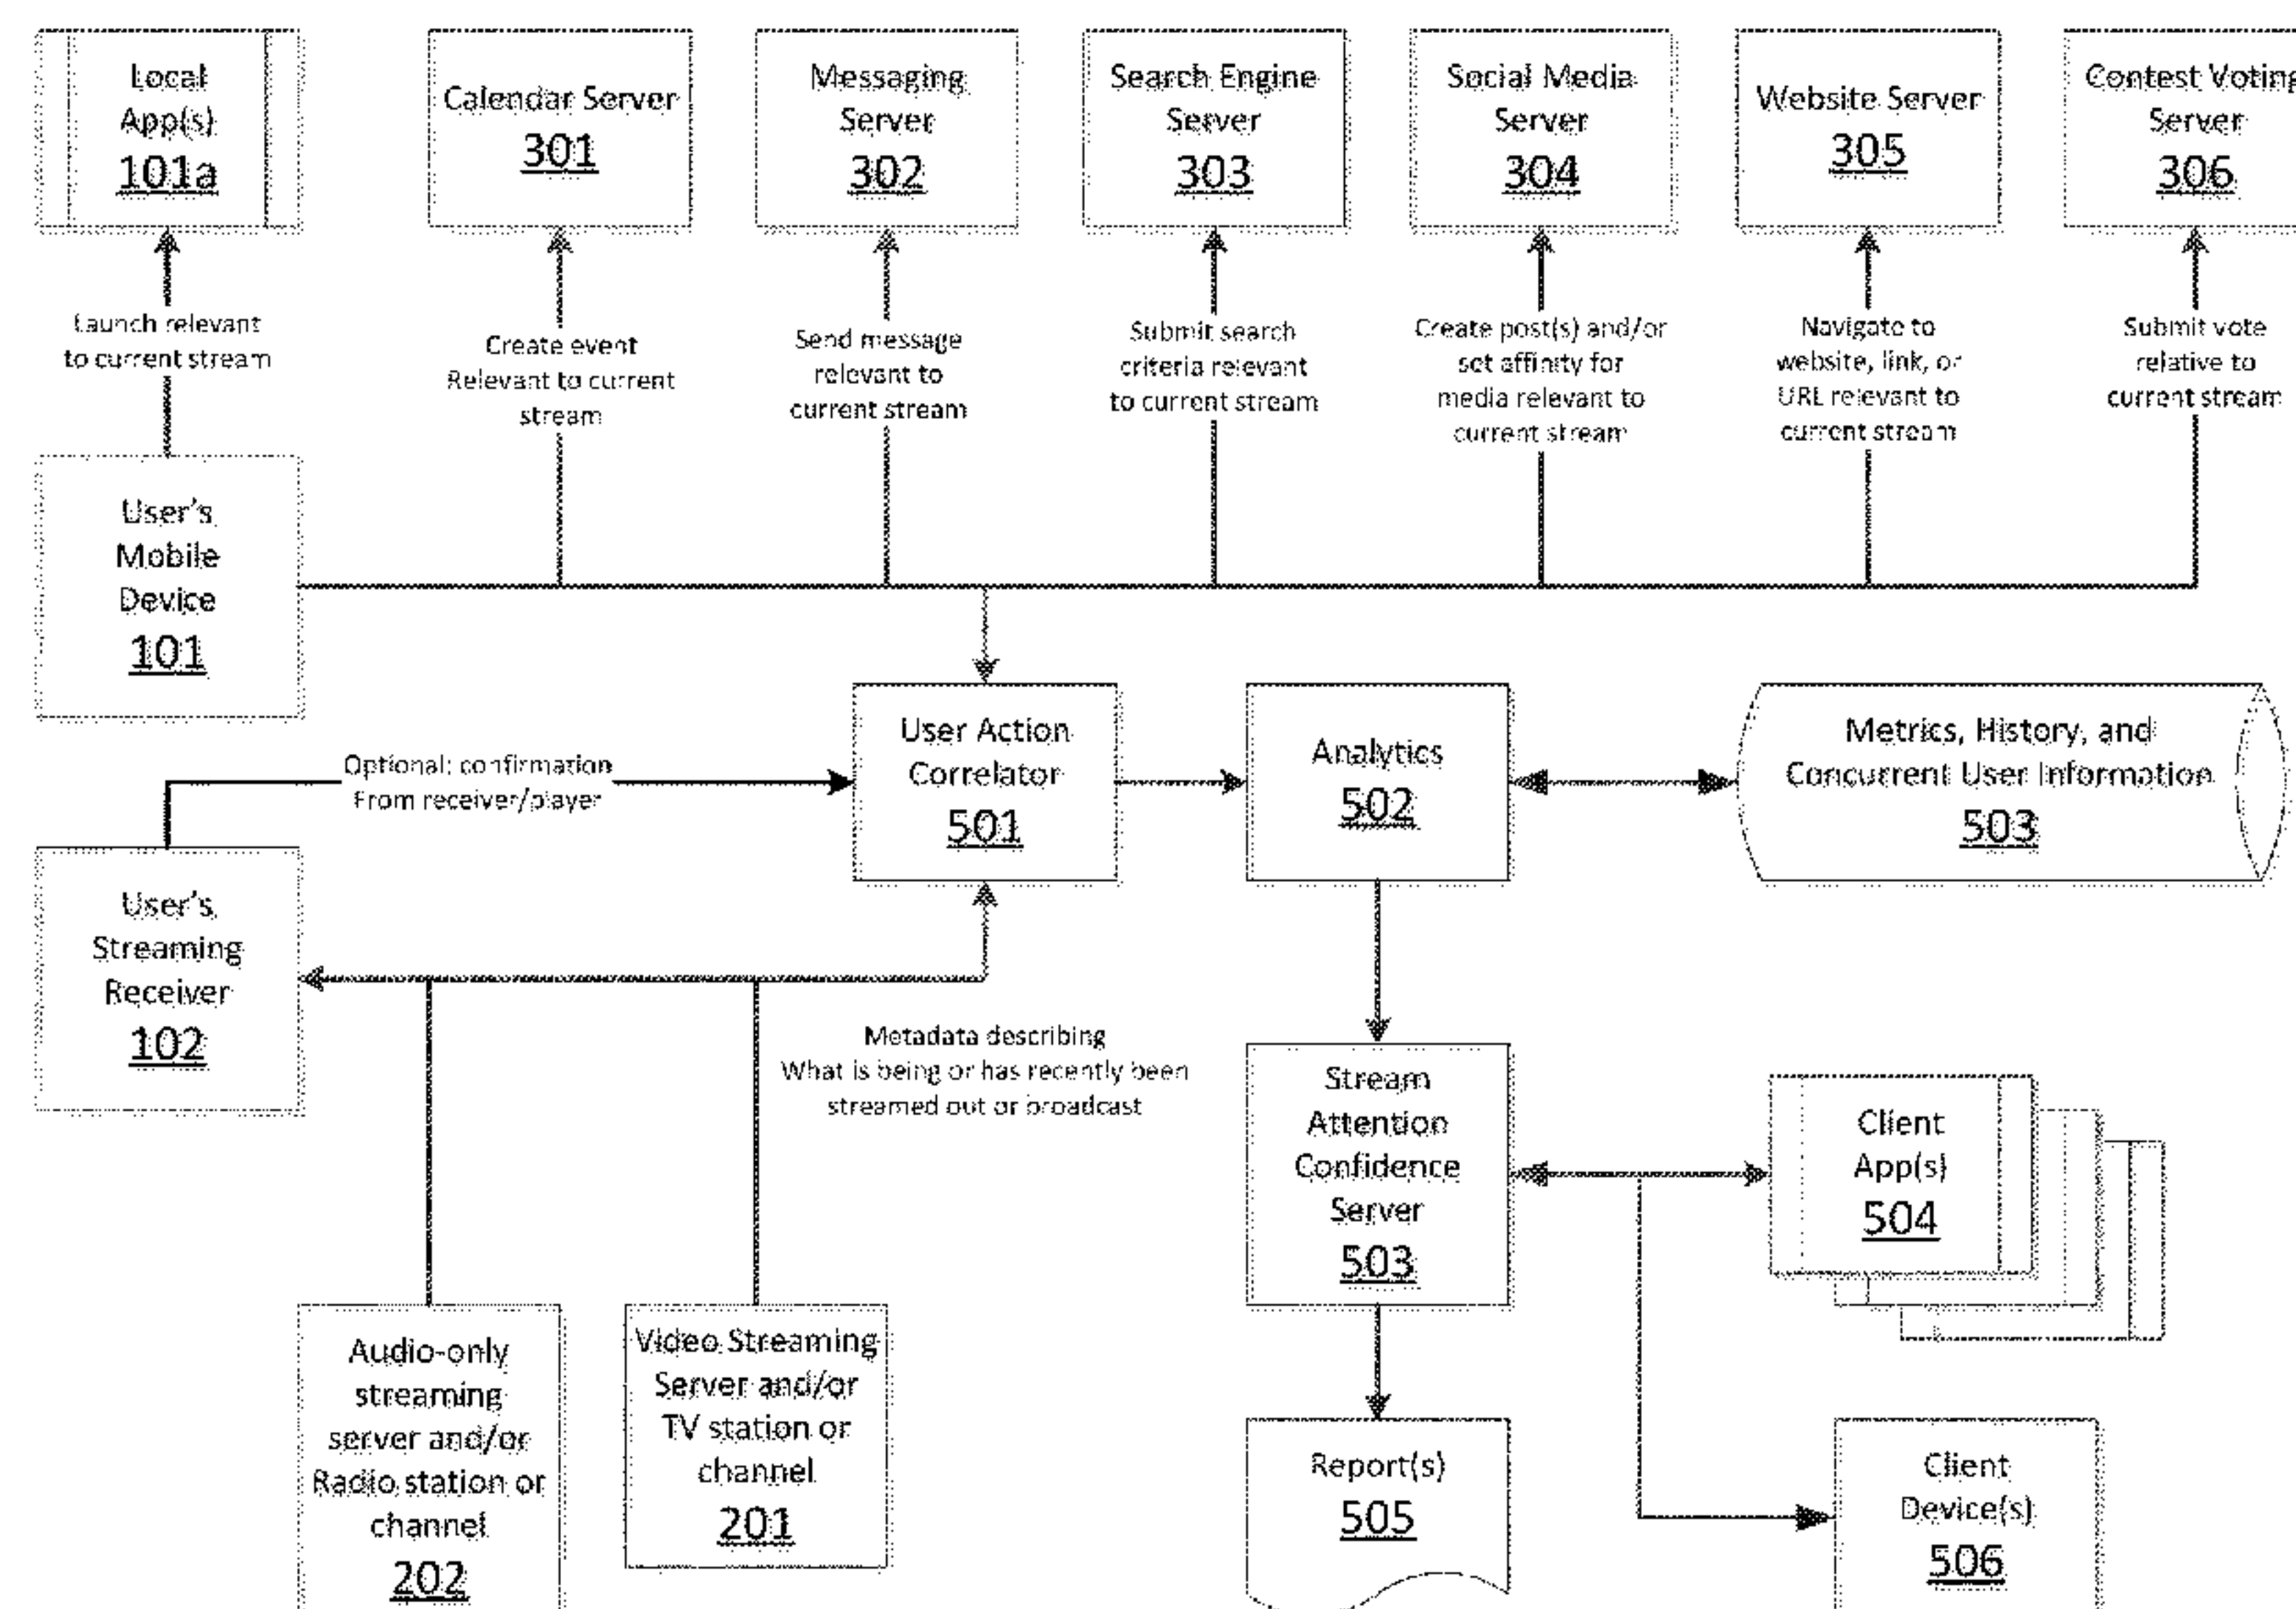 Local
App(s)
101a
Calendar Server
301
Messaging
Server
302
Search Engine
Server
303
Social Media
Server
304
Website Server
305
Contest Voting
Server
306
Launch relevant
to current stream
Create event
Relevant to current
stream
Send message
relevant to
current stream
Submit search
criteria relevant
to current stream
Create post(s) and/or
set affinity for
media relevant to
current stream
Navigate to
website, link, or
URL relevant to
current stream
Submit vote
relative to
current stream
User's
Mobile
Device
101
Optional: confirmation
From receiver/player
User Action
Correlator
501
Analytics
502
Metrics, History, and
Concurrent User Information
503
User's
Streaming
Receiver
102
Metadata describing
What is being or has recently been
streamed out or broadcast
Stream
Attention
Confidence
Server
503
Client
App(s)
504
Audio-only
streaming
server and/or
Radio station or
channel
202
Video Streaming
Server and/or
TV station or
channel
201
Report(s)
505
Client
Device(s)
506